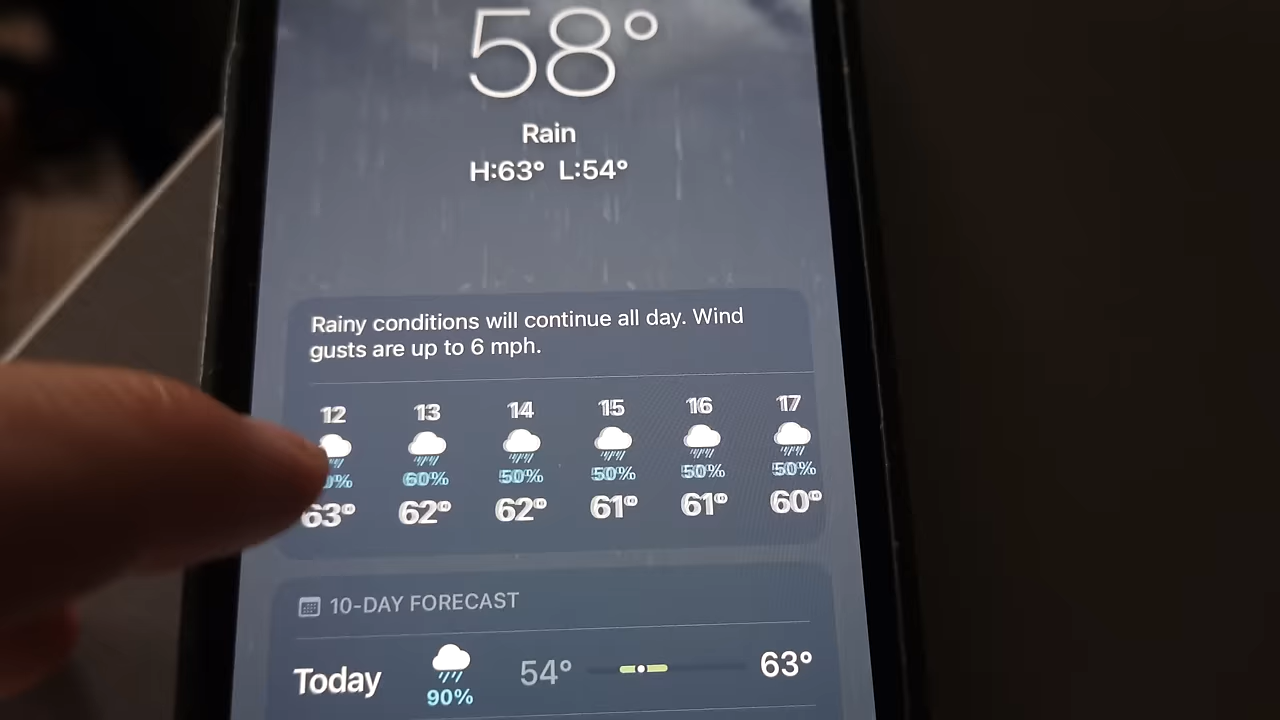 58°
Rain
H:63° L:54°
Rainy conditions will continue all day. Wind
gusts are up to 6 mph.
12 13 14 15 16 17
60% 50% 50% 50% 50%
63° 62° 62° 61° 61° 60°
10-DAY FORECAST
Today 54° 63°
90%